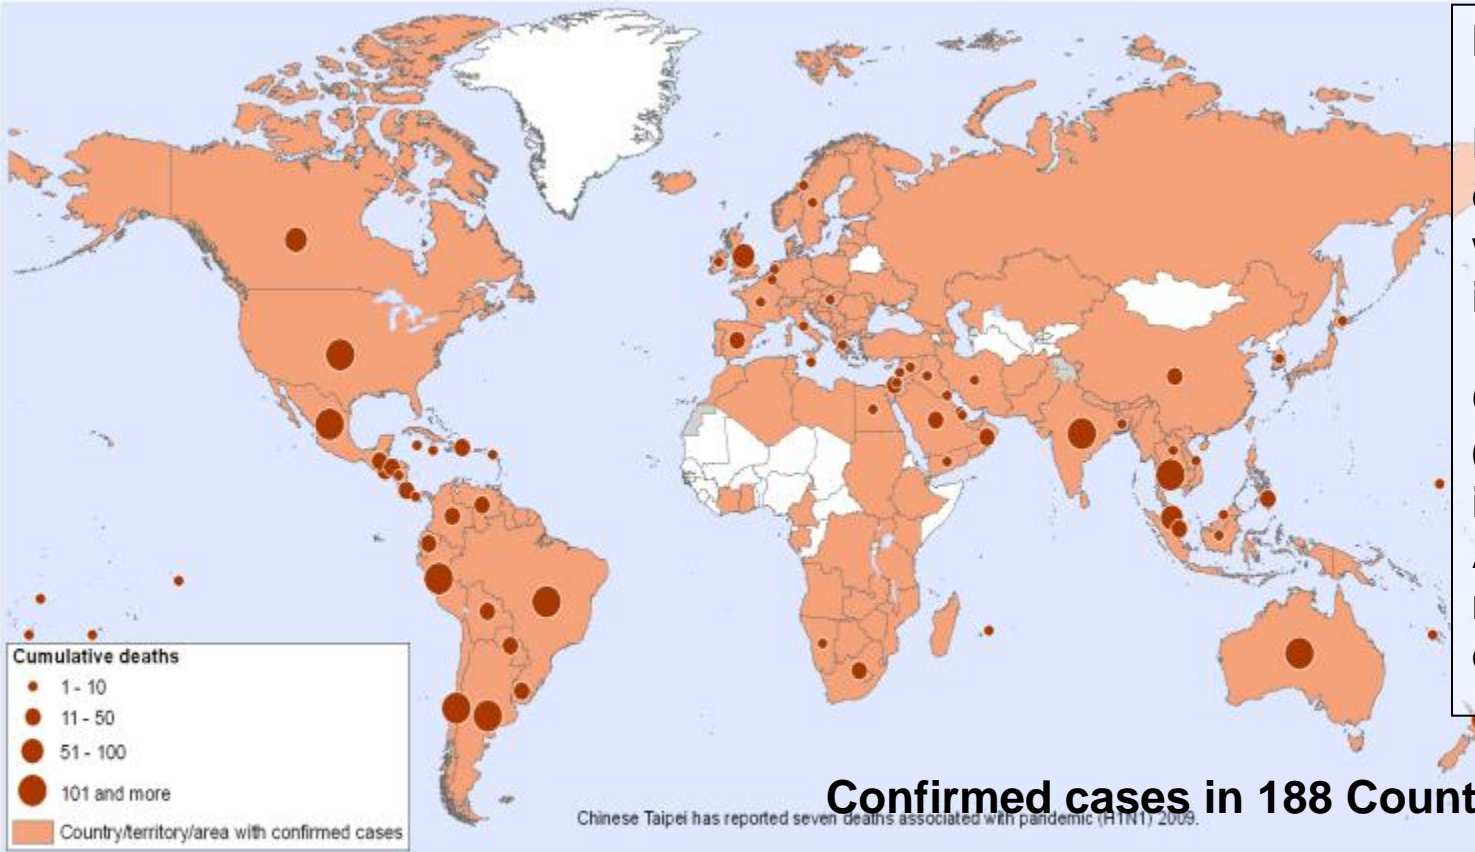 Cumulative deaths
1 - 10
11 - 50
51 - 100
101 and more
Country/territory/area with confirmed cases
Chinese Taipei has reported seven deaths associated with pandemic (H1N1) 2009.
Confirmed cases in 188